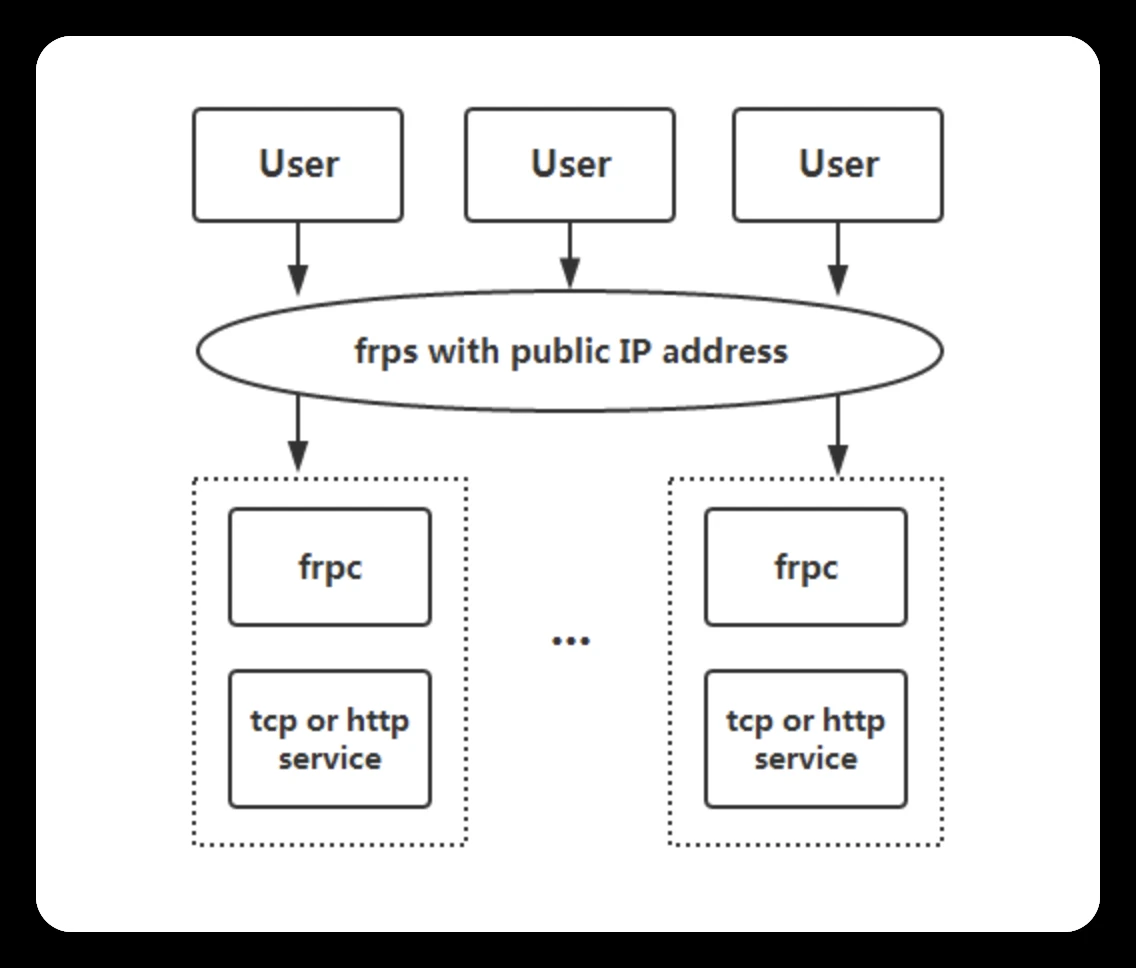 User
User
User
frps with public IP address
frpc
frpc
...
tcp or http
service
tcp or http
service